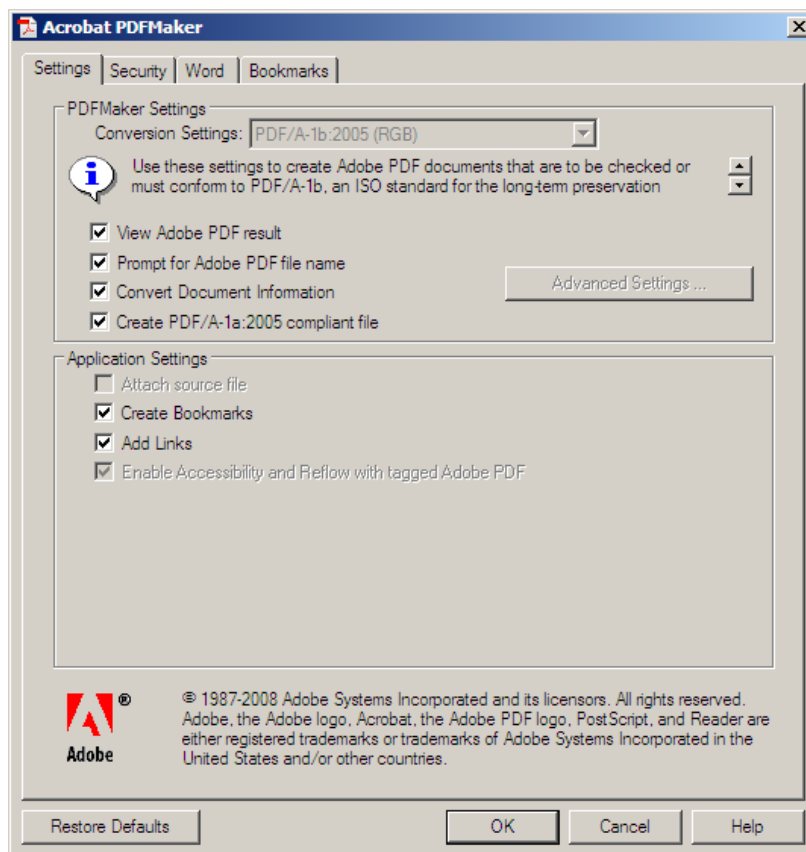 Acrobat PDFMaker
Settings Security Word Bookmarks
PDFMaker Settings
Conversion Settings: PDF/A-1b:2005 (RGB)
Use these settings to create Adobe PDF documents that are to be checked or
must conform to PDF/A-1b, an ISO standard for the long-term preservation
View Adobe PDF result
Prompt for Adobe PDF file name
Convert Document Information
Advanced Settings ...
Create PDF/A-1a:2005 compliant file
Application Settings
Attach source file
Create Bookmarks
Add Links
Enable Accessibility and Reflow with tagged Adobe PDF
® © 1987-2008 Adobe Systems Incorporated and its licensors. All rights reserved.
Adobe, the Adobe logo, Acrobat, the Adobe PDF logo, PostScript, and Reader are
either registered trademarks or trademarks of Adobe Systems Incorporated in the
United States and/or other countries.
Adobe
Restore Defaults OK Cancel Help